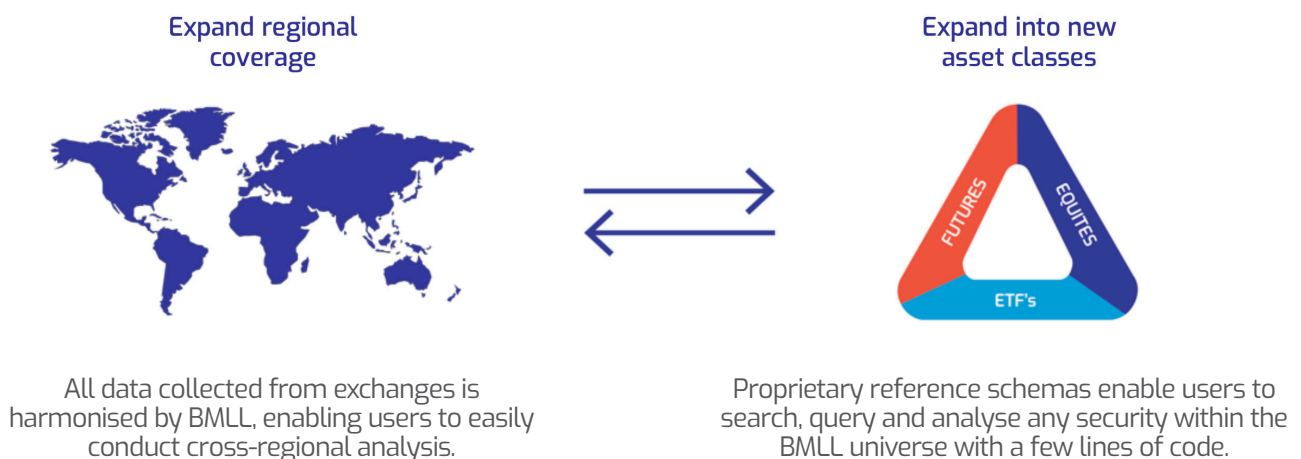 Expand regional
coverage
Expand into new
asset classes
FUTURES
EQUITES
ETF's
All data collected from exchanges is
harmonised by BMLL, enabling users to easily
conduct cross-regional analysis.
Proprietary reference schemas enable users to
search, query and analyse any security within the
BMLL universe with a few lines of code.